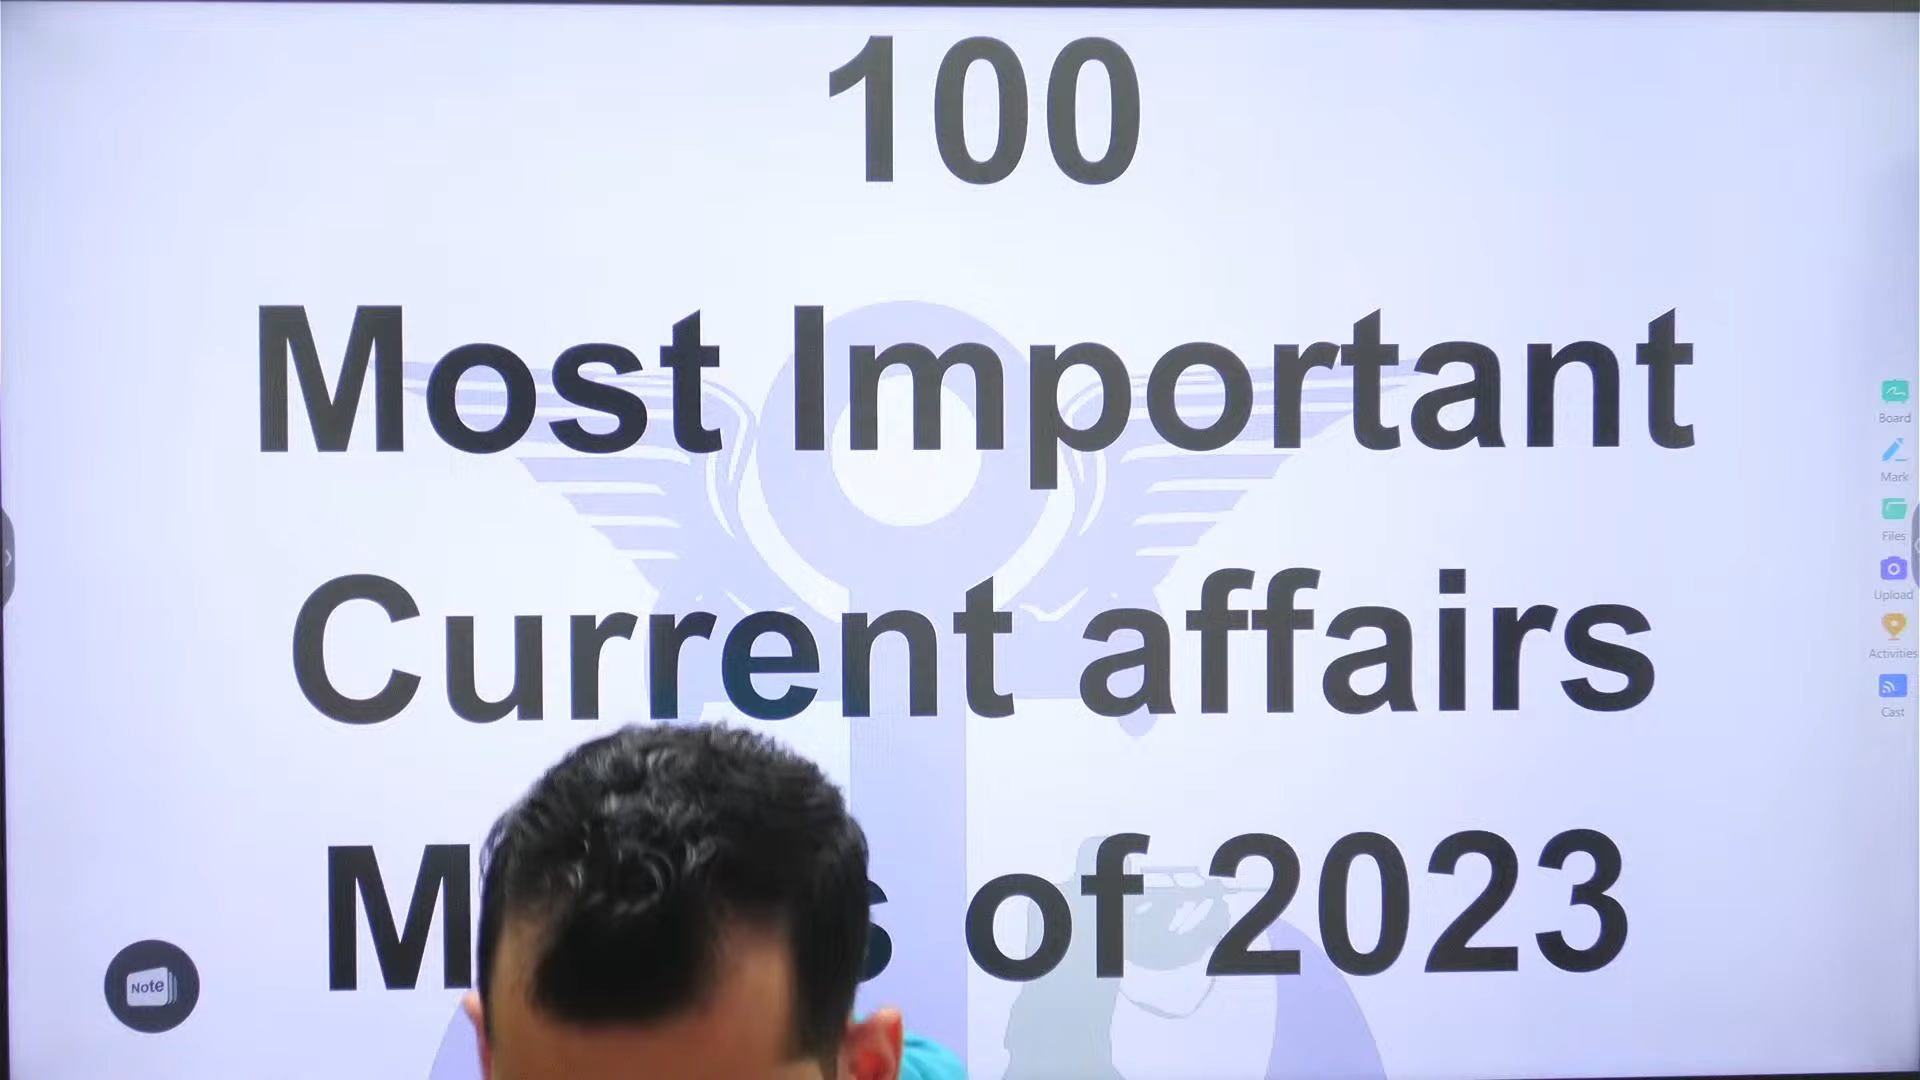 100
Most Important
Current affairs
of 2023
Board
Mark
Files
Upload
Activities
Cast
Note